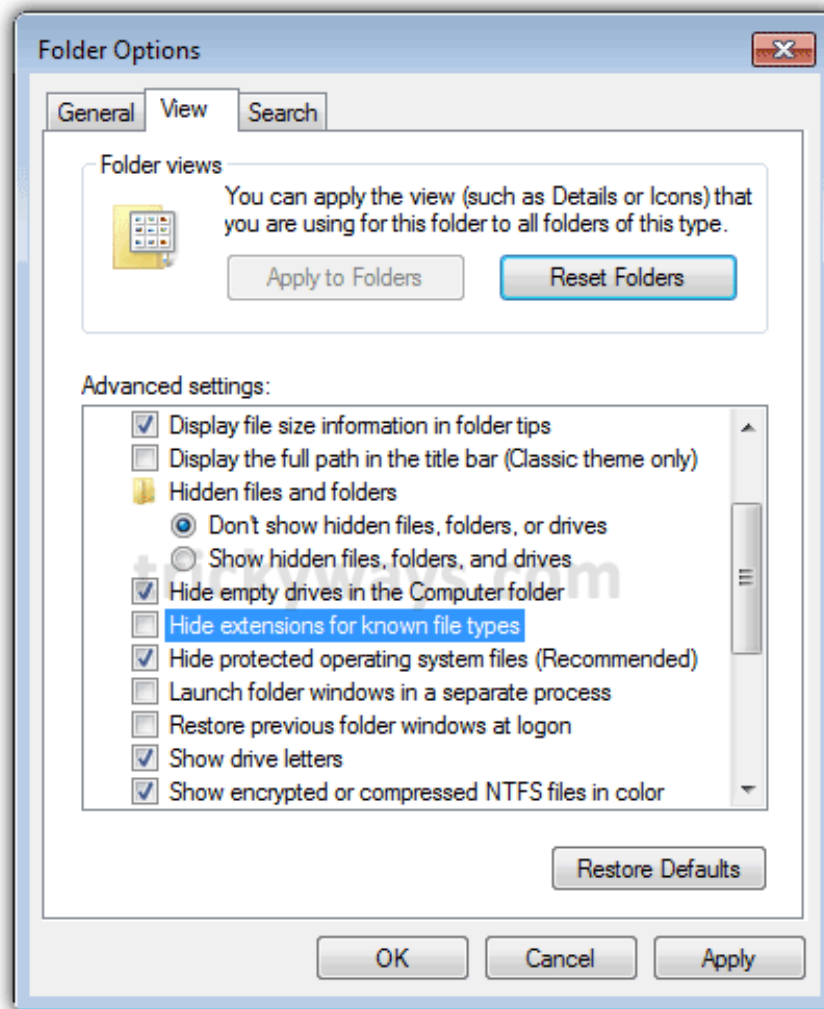 Folder Options
General
View
Search
Folder views
You can apply the view (such as Details or Icons) that
you are using for this folder to all folders of this type.
Apply to Folders
Reset Folders
Advanced settings:
Display file size information in folder tips
Display the full path in the title bar (Classic theme only)
Hidden files and folders
Don't show hidden files, folders, or drives
Show hidden files, folders, and drives
trickyways.com
Hide empty drives in the Computer folder
Hide extensions for known file types
Hide protected operating system files (Recommended)
Launch folder windows in a separate process
Restore previous folder windows at logon
Show drive letters
Show encrypted or compressed NTFS files in color
Restore Defaults
OK
Cancel
Apply